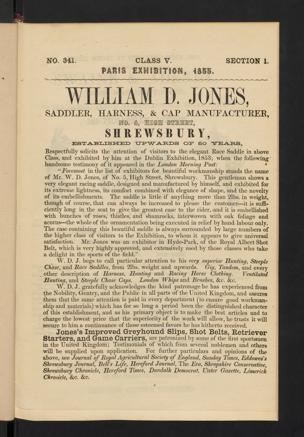 NO. 341. CLASS V. SECTION 1.
PARIS EXHIBITION, 1855.
WILLIAM D. JONES,
SADDLER, HARNESS, & CAP MANUFACTURER,
No. 5, HIGH STREET,
SHREWSBURY,
ESTABLISHED UPWARDS OF 50 YEARS,
Respectfully solicits the attention of visitors to the elegant Race Saddle in above
Class, and exhibited by him at the Dublin Exhibition, 1853, when the following
handsome testimony of it appeared in the London Morning Post:
"Foremost in the list of exhibitors for beautiful workmanship stands the name
of Mr. W. D. Jones, of No. 5, High Street, Shrewsbury. This gentleman shows a
very elegant racing saddle, designed and manufactured by himself, and exhibited for
its extreme lightness, its comfort combined with elegance of shape, and the novelty
of its embellishments. The saddle is little if anything more than 2lbs. in weight,
though of course, that can always be increased to please the customer—is suffi-
ciently long in the seat to give the greatest ease to the rider, and is embellished
with bunches of roses, thistles, and shamrocks, interwoven with oak foliage and
acorns—the whole of the ornamentation being executed in relief by hand labour only.
The case containing this beautiful saddle is always surrounded by large numbers of
the higher class of visitors to the Exhibition, to whom it appears to give universal
satisfaction. Mr. Jones was an exhibitor in Hyde-Park, of the Royal Albert Shot
Belt, which is very highly approved, and extensively used by those classes who take
a delight in the sports of the field."
W. D. J. begs to call particular attention to his very superior Hunting, Steeple
Chase, and Race Saddles, from 2lbs. weight and upwards. Gig, Tandem, and every
other description of Harness, Hunting and Racing Horse Clothing. Ventilated
Hunting, and Steeple Chase Caps. London Whips and Brushes, &c. &c.
W. D. J. gratefully acknowledges the kind patronage he has experienced from
the Nobility, Gentry, and the Public in all parts of the United Kingdom, and assures
them that the same attention is paid in every department (to ensure good workman-
ship and materials) which has for so long a period been the distinguished character
of this establishment, and as his primary object is to make the best articles and to
charge the lowest price that the superiority of the work will allow, he trusts it will
secure to him a continuance of those esteemed favors he has hitherto received.
Jones's Improved Greyhound Slips, Shot Belts, Retriever
Starters, and Game Carriers, are patronized by some of the first sportsmen
in the United Kingdom; Testimonials of which from several noblemen and others
will be supplied upon application. For further particulars and opinions of the
above, see Journal of Royal Agricultural Society of England, Sunday Times, Eddowes's
Shrewsbury Journal, Bell's Life, Hereford Journal, The Era, Shropshire Conservative,
Shrewsbury Chronicle, Hereford Times, Dundalk Democrat, Ulster Gazette, Limerick
Chronicle, &c. &c.